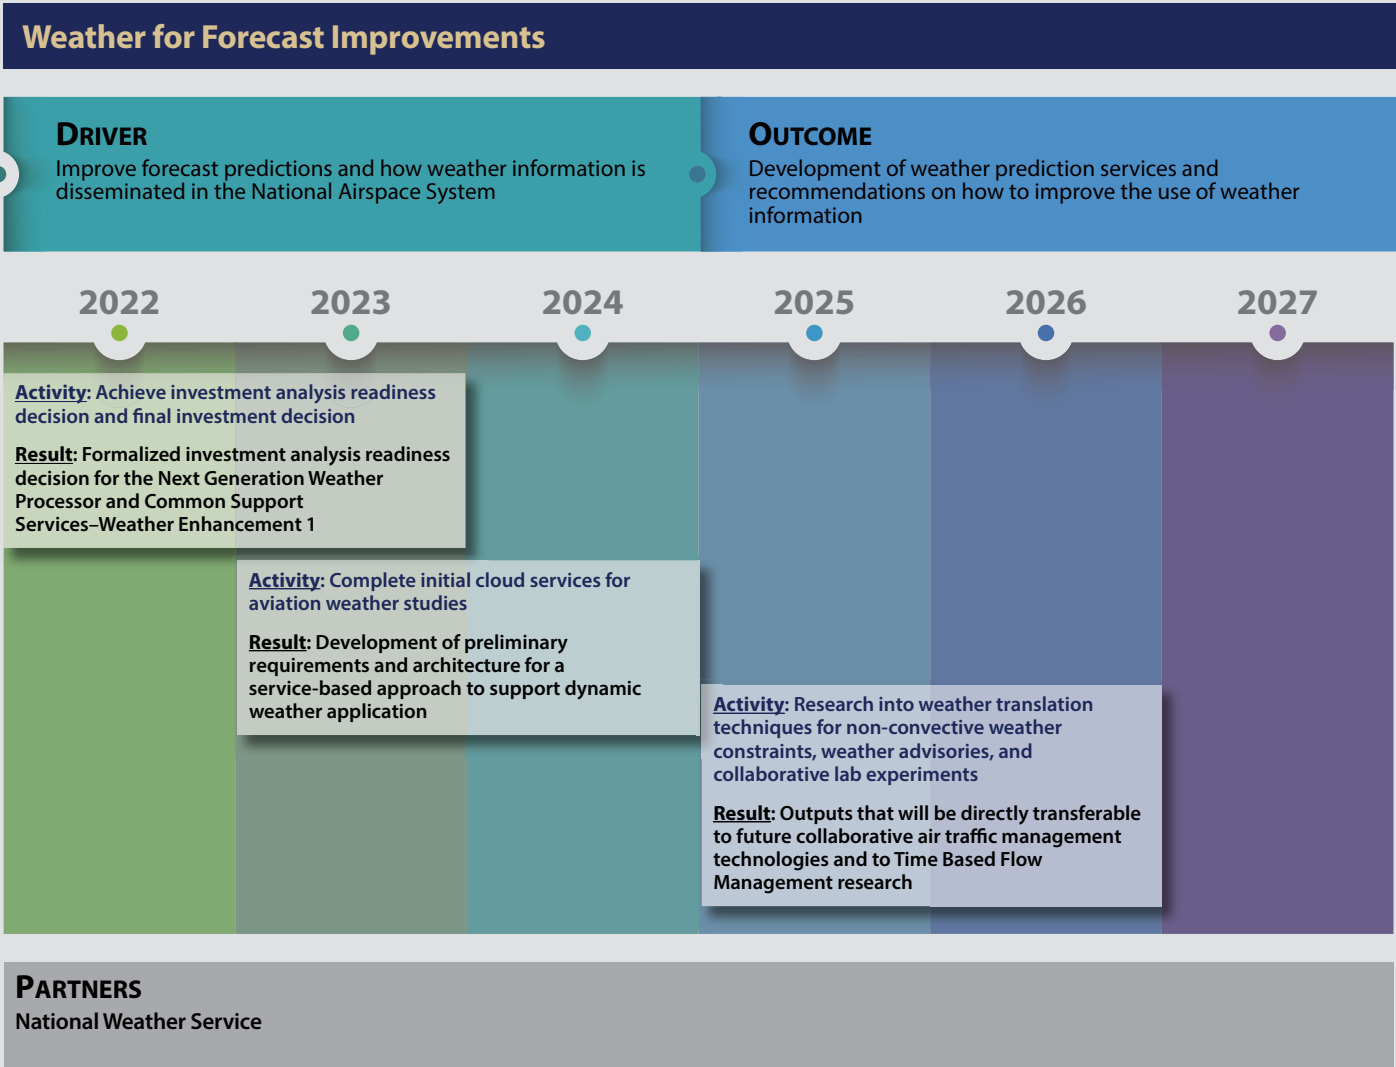 Weather for Forecast Improvements
DRIVER
Improve forecast predictions and how weather information is
disseminated in the National Airspace System
OUTCOME
Development of weather prediction services and
recommendations on how to improve the use of weather
information
2022
2023
2024
2025
2026
2027
Activity: Achieve investment analysis readiness
decision and final investment decision
Result: Formalized investment analysis readiness
decision for the Next Generation Weather
Processor and Common Support
Services–Weather Enhancement 1
Activity: Complete initial cloud services for
aviation weather studies
Result: Development of preliminary
requirements and architecture for a
service-based approach to support dynamic
weather application
Activity: Research into weather translation
techniques for non-convective weather
constraints, weather advisories, and
collaborative lab experiments
Result: Outputs that will be directly transferable
to future collaborative air traffic management
technologies and to Time Based Flow
Management research
PARTNERS
National Weather Service